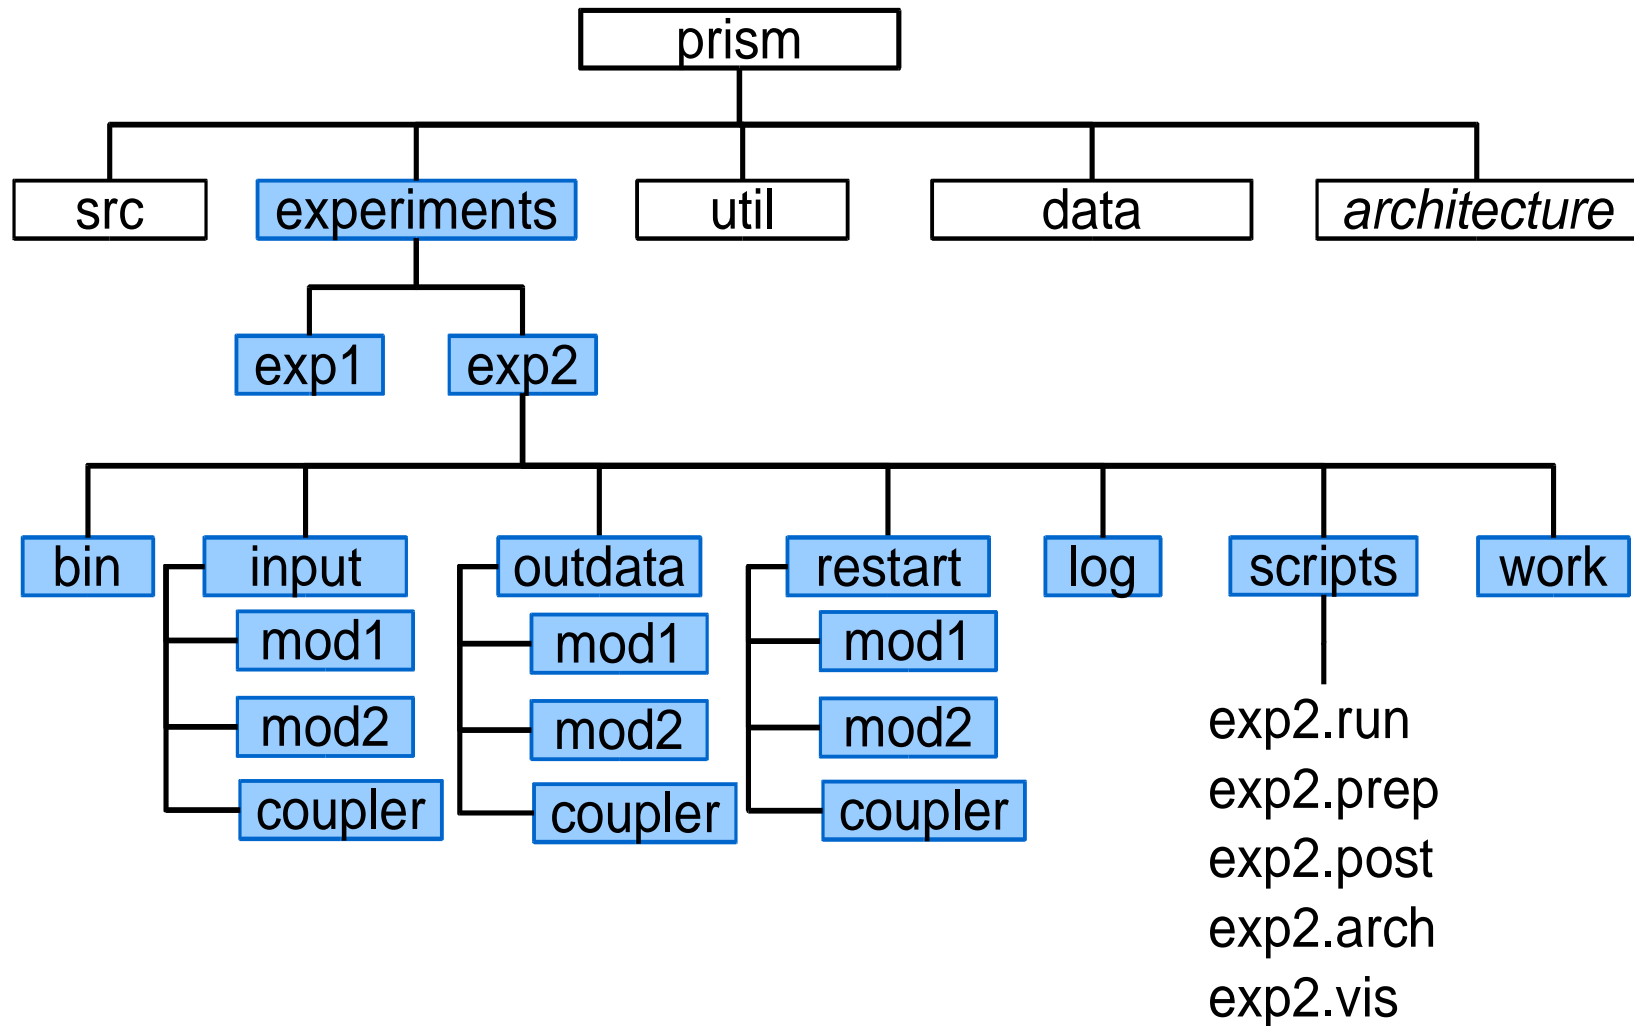 prism
src
experiments
util
data
architecture
exp1
exp2
bin
input
outdata
restart
log
scripts
work
mod1
mod1
mod1
mod2
mod2
mod2
coupler
coupler
coupler
exp2.run
exp2.prep
exp2.post
exp2.arch
exp2.vis